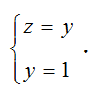 z = y
y = 1 .